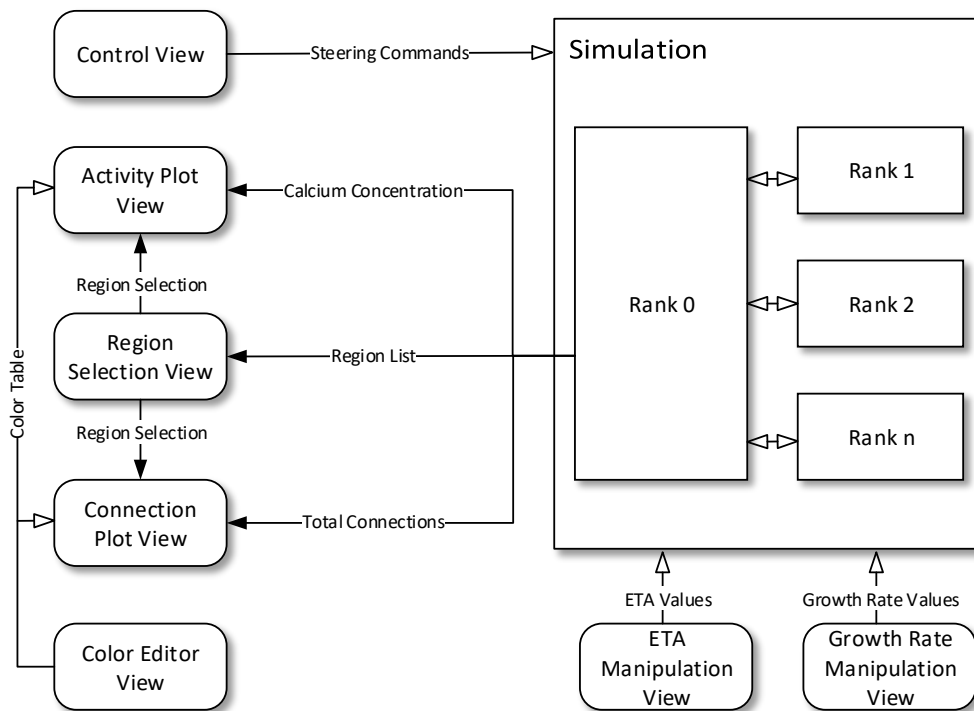 Control View
Steering Commands
Simulation
Activity Plot
View
Calcium Concentration
Rank 0
Rank 1
Region Selection
Region
Selection View
Region List
Rank 2
Color Table
Region Selection
Rank n
Connection
Plot View
Total Connections
ETA Values
Growth Rate Values
Color Editor
View
ETA
Manipulation
View
Growth Rate
Manipulation
View